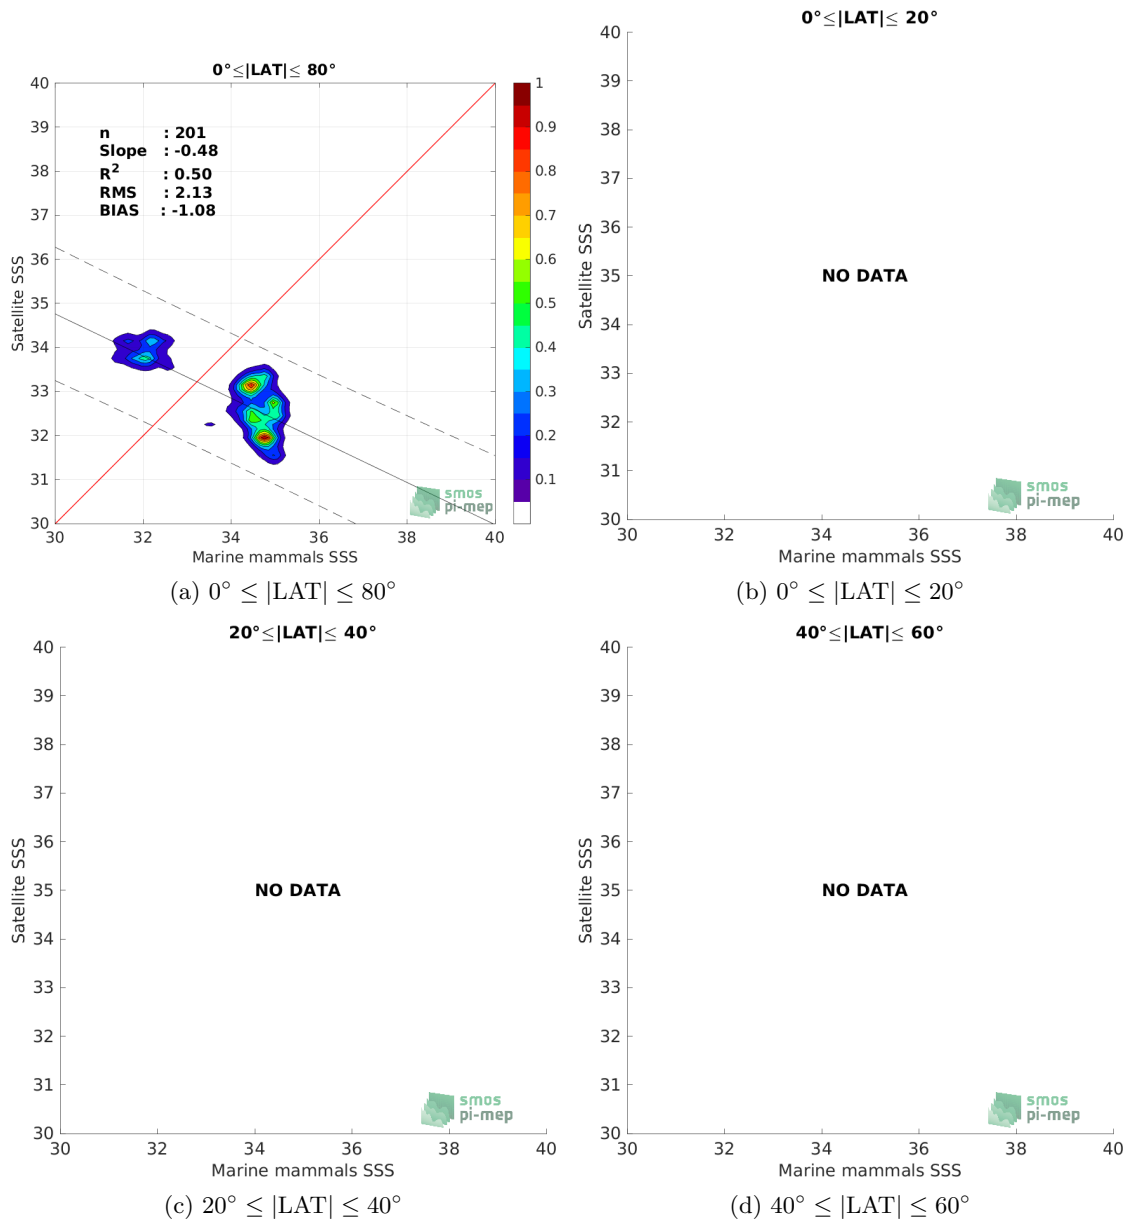 0°≤|LAT|≤ 80°
n : 201
Slope : -0.48
R² : 0.50
RMS : 2.13
BIAS : -1.08
40
39
38
37
36
35
34
33
32
31
30
Satellite SSS
30 32 34 36 38 40
Marine mammals SSS
1
0.9
0.8
0.7
0.6
0.5
0.4
0.3
0.2
0.1
smos
pi-mep
(a) 0° ≤ |LAT| ≤ 80°
0°≤|LAT|≤ 20°
40
39
38
37
36
35
34
33
32
31
30
Satellite SSS
NO DATA
smos
pi-mep
30 32 34 36 38 40
Marine mammals SSS
(b) 0° ≤ |LAT| ≤ 20°
20°≤|LAT|≤ 40°
40
39
38
37
36
35
34
33
32
31
30
Satellite SSS
NO DATA
smos
pi-mep
30 32 34 36 38 40
Marine mammals SSS
(c) 20° ≤ |LAT| ≤ 40°
40°≤|LAT|≤ 60°
40
39
38
37
36
35
34
33
32
31
30
Satellite SSS
NO DATA
smos
pi-mep
30 32 34 36 38 40
Marine mammals SSS
(d) 40° ≤ |LAT| ≤ 60°